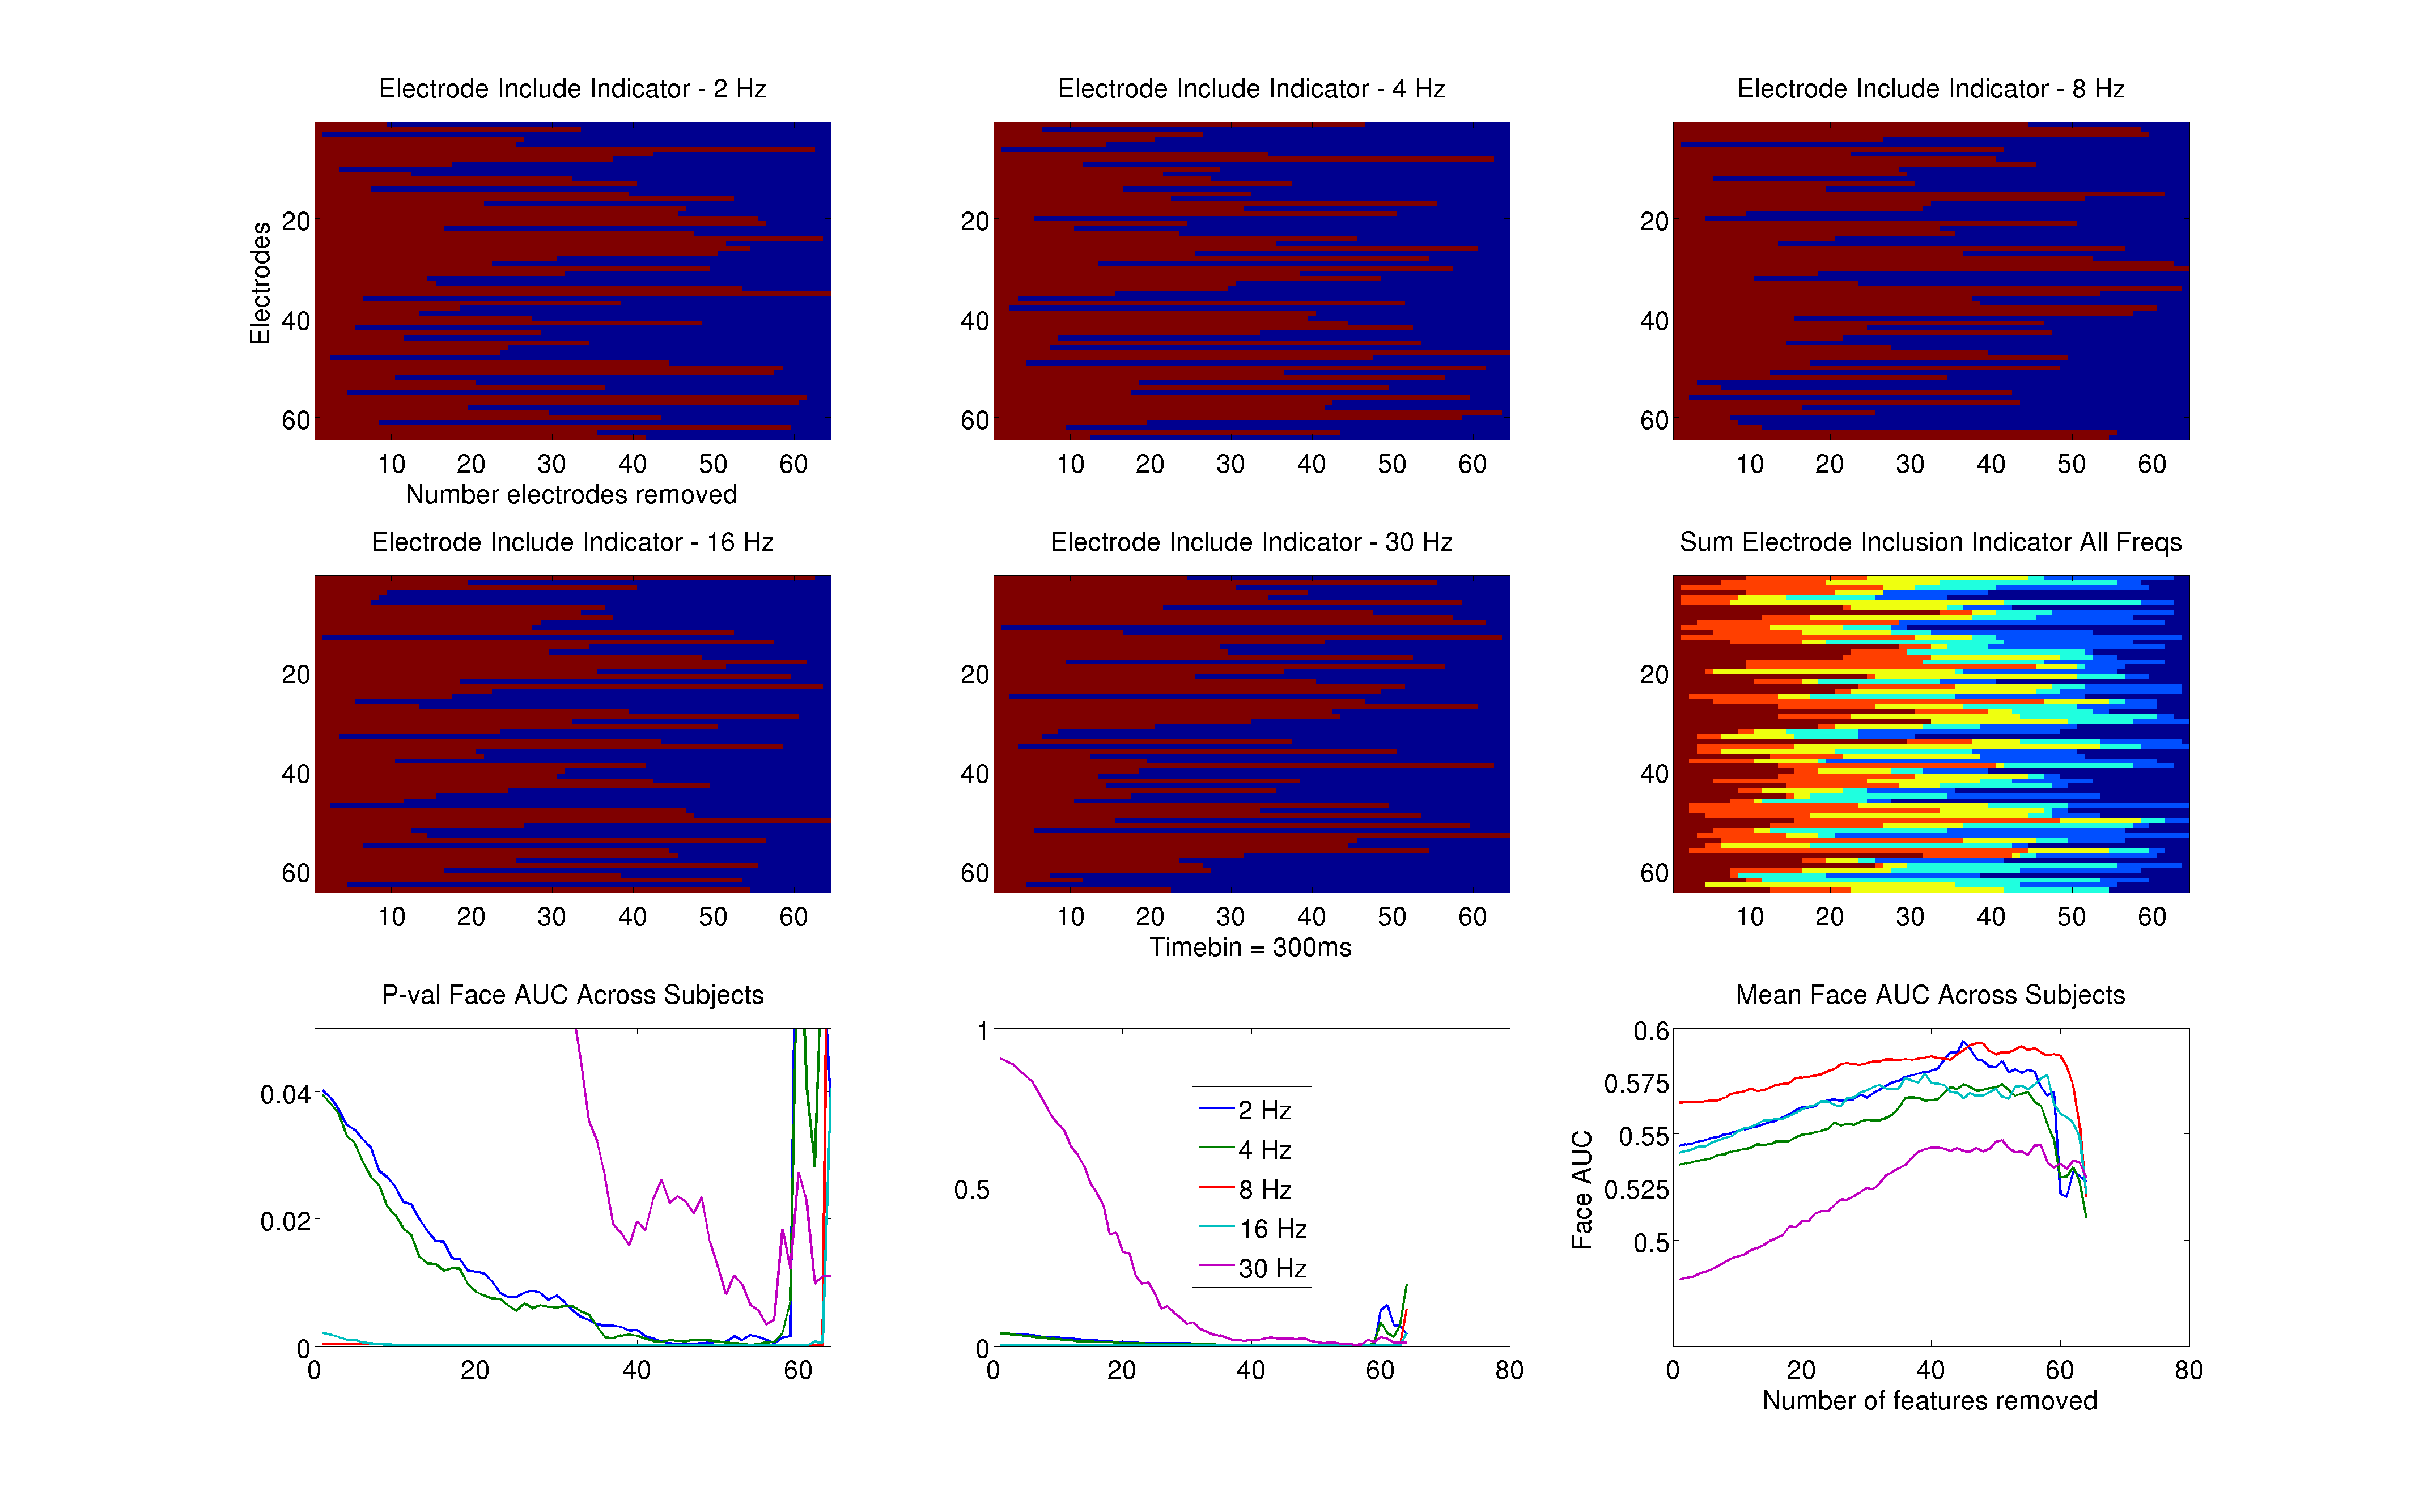 Electrode Include Indicator - 2 Hz
Electrodes
20
40
60
10 20 30 40 50 60
Number electrodes removed
Electrode Include Indicator - 4 Hz
20
40
60
10 20 30 40 50 60
Electrode Include Indicator - 8 Hz
20
40
60
10 20 30 40 50 60
Electrode Include Indicator - 16 Hz
20
40
60
10 20 30 40 50 60
Electrode Include Indicator - 30 Hz
20
40
60
10 20 30 40 50 60
Timebin = 300ms
Sum Electrode Inclusion Indicator All Freqs
20
40
60
10 20 30 40 50 60
P-val Face AUC Across Subjects
0.04
0.02
0
0 20 40 60
1
0.5
0
0 20 40 60 80
2 Hz
4 Hz
8 Hz
16 Hz
30 Hz
Mean Face AUC Across Subjects
Face AUC
0.6
0.575
0.55
0.525
0.5
0 20 40 60 80
Number of features removed